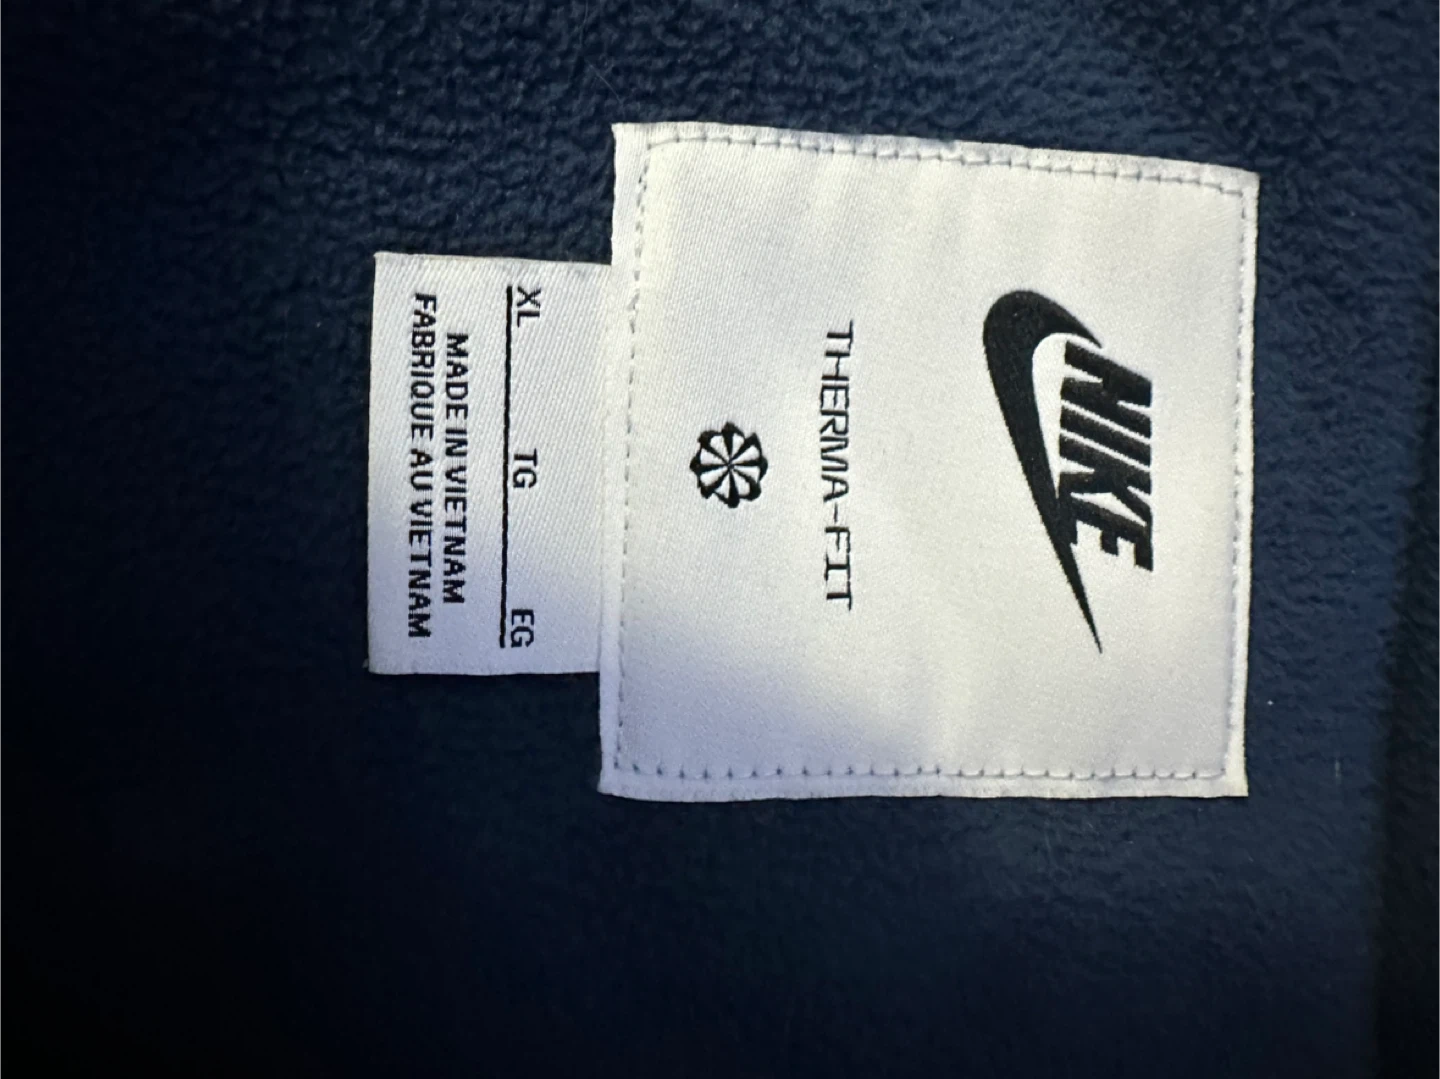 NIKE
THERMA-FIT
XL TG EG
MADE IN VIETNAM
FABRIQUE AU VIETNAM